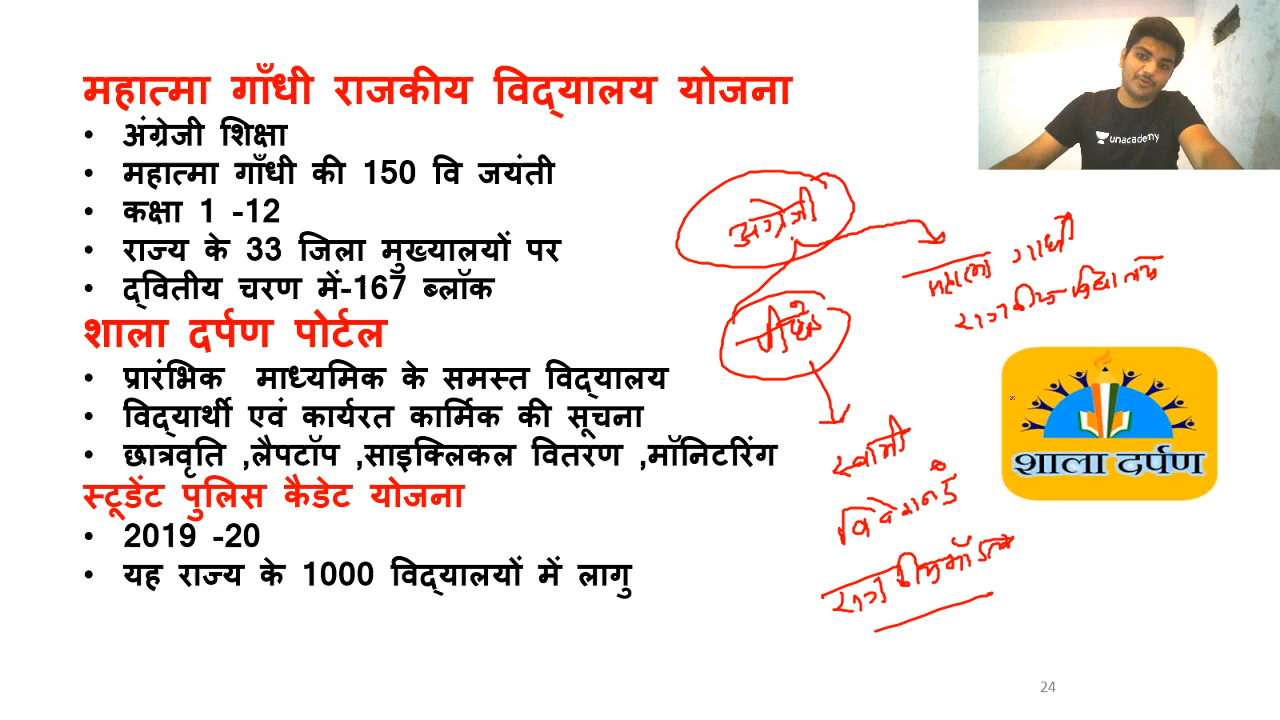 महात्मा गाँधी राजकीय विद्यालय योजना
• अंग्रेजी शिक्षा
• महात्मा गाँधी की 150 वि जयंती
• कक्षा 1 -12
• राज्य के 33 जिला मुख्यालयों पर
• द्वितीय चरण में-167 ब्लॉक
शाला दर्पण पोर्टल
• प्रारंभिक माध्यमिक के समस्त विद्यालय
• विद्यार्थी एवं कार्यरत कार्मिक की सूचना
• छात्रवृति ,लैपटॉप ,साइक्लिकल वितरण ,मॉनिटरिंग
स्टूडेंट पुलिस कैडेट योजना
• 2019 -20
• यह राज्य के 1000 विद्यालयों में लागु
unacademy
अंग्रेजी
महात्मा गाधी
राजकीय विद्यालय
स्वामी
विवेकानंद
शाला दर्पण
24